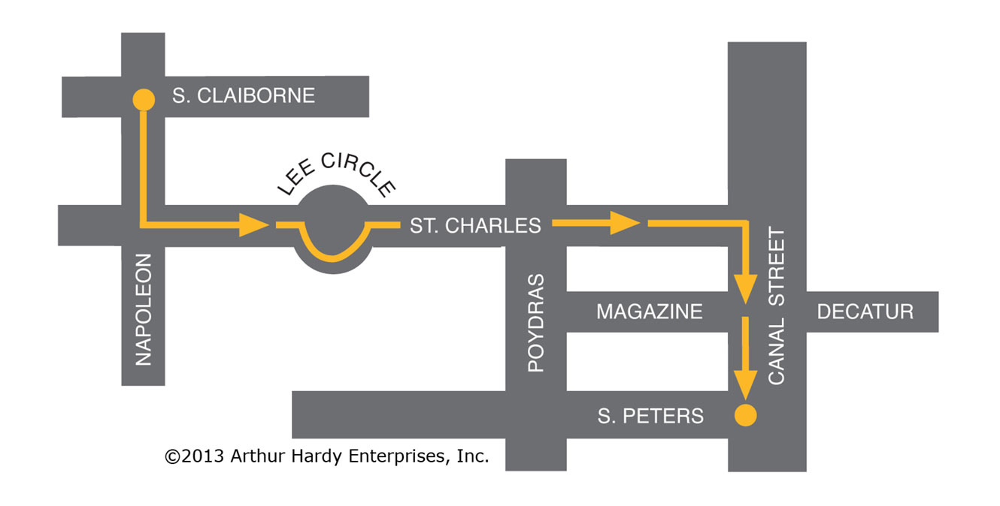 S. CLAIBORNE
LEE CIRCLE
ST. CHARLES
NAPOLEON
POYDRAS
CANAL STREET
MAGAZINE
DECATUR
S. PETERS
©2013 Arthur Hardy Enterprises, Inc.